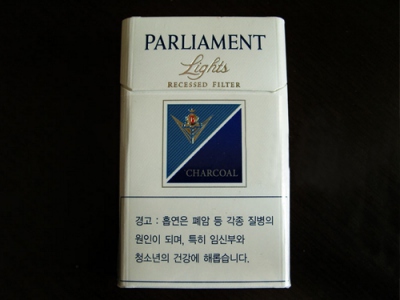 PARLIAMENT
Lights
RECESSED FILTER
CHARCOAL
경고 : 흡연은 폐암 등 각종 질병의
원인이 되며, 특히 임신부와
청소년의 건강에 해롭습니다.